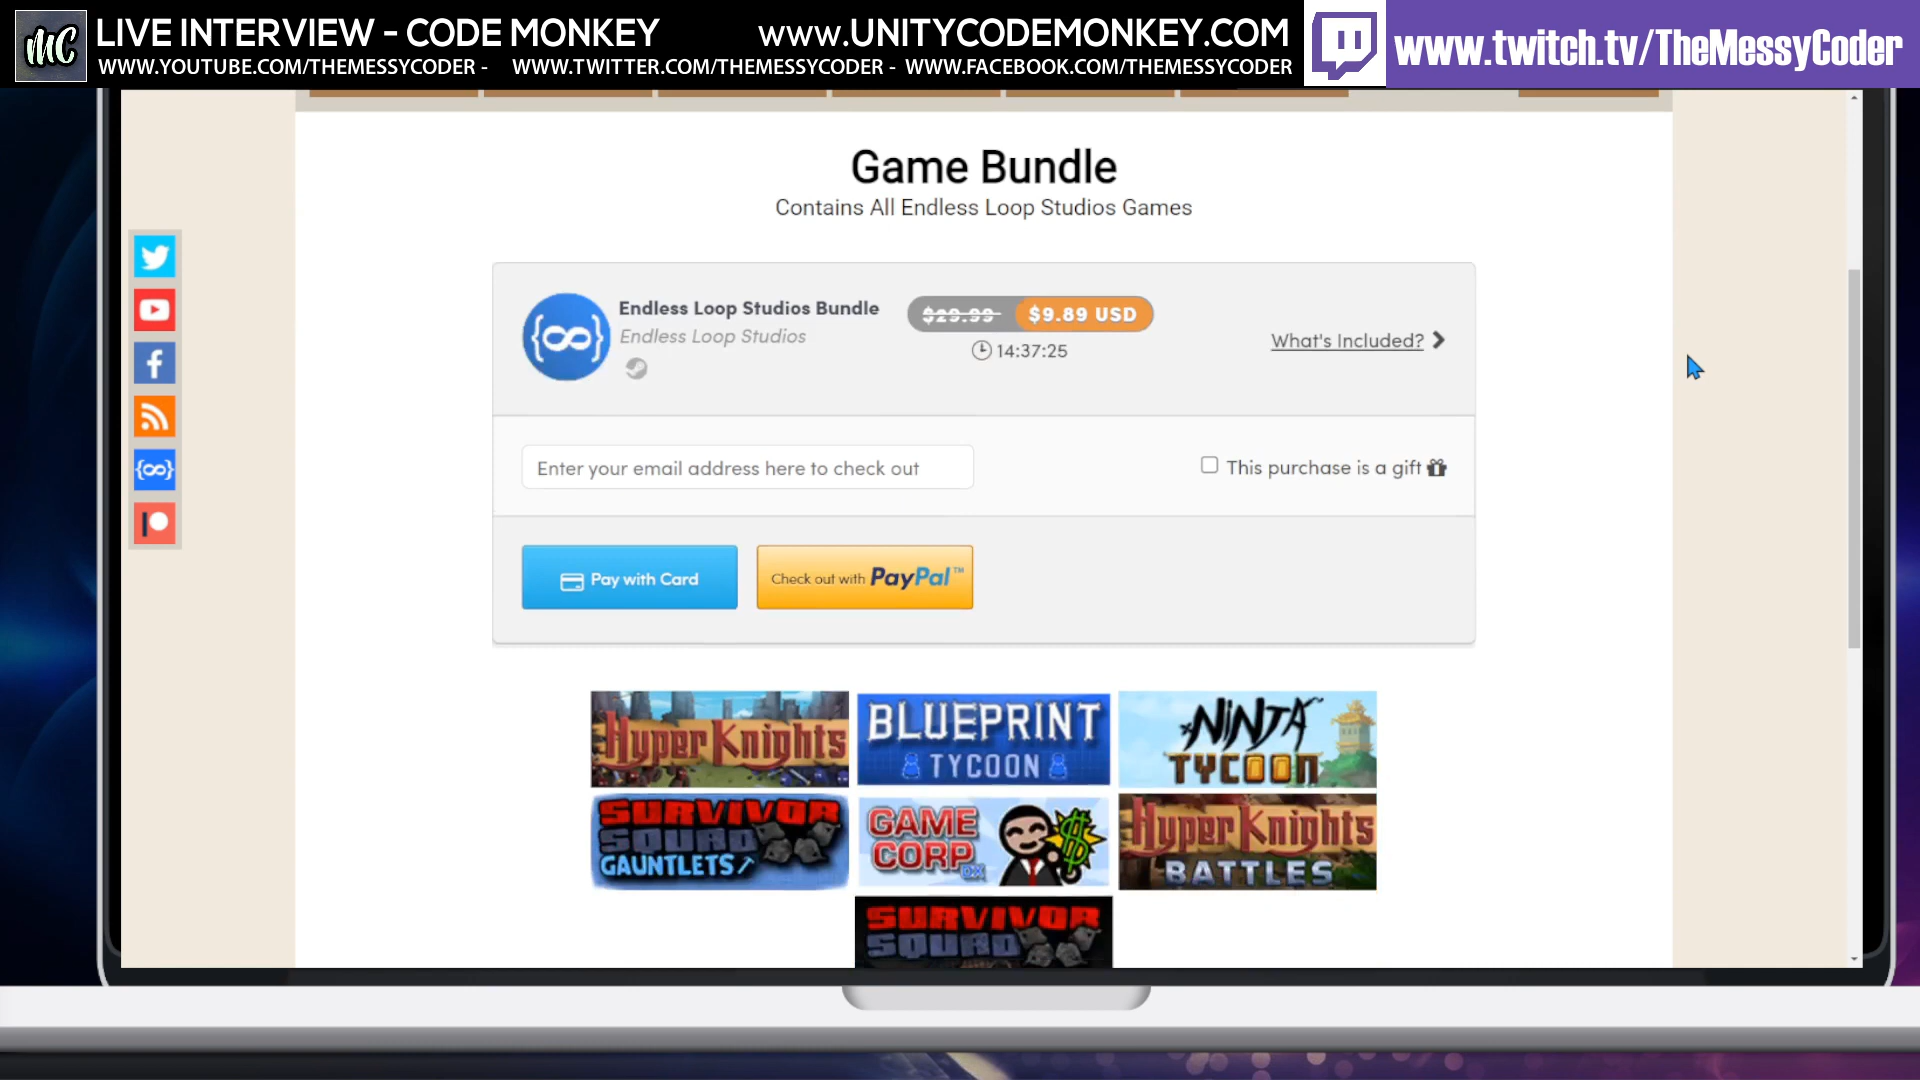 MC
LIVE INTERVIEW - CODE MONKEY
www.UNITYCODEMONKEY.COM
WWW.YOUTUBE.COM/THEMESSYCODER - WWW.TWITTER.COM/THEMESSYCODER - WWW.FACEBOOK.COM/THEMESSYCODER
www.twitch.tv/TheMessyCoder
Game Bundle
Contains All Endless Loop Studios Games
Endless Loop Studios Bundle
Endless Loop Studios
$29.99 $9.89 USD
14:37:25
What's Included?
Enter your email address here to check out
This purchase is a gift
Pay with Card
Check out with PayPal™
Hyper Knights
BLUEPRINT
TYCOON
NINJA
TYCOON
SURVIVOR
SQUAD
GAUNTLETS
GAME
CORP
DX
Hyper Knights
BATTLES
SURVIVOR
SQUAD